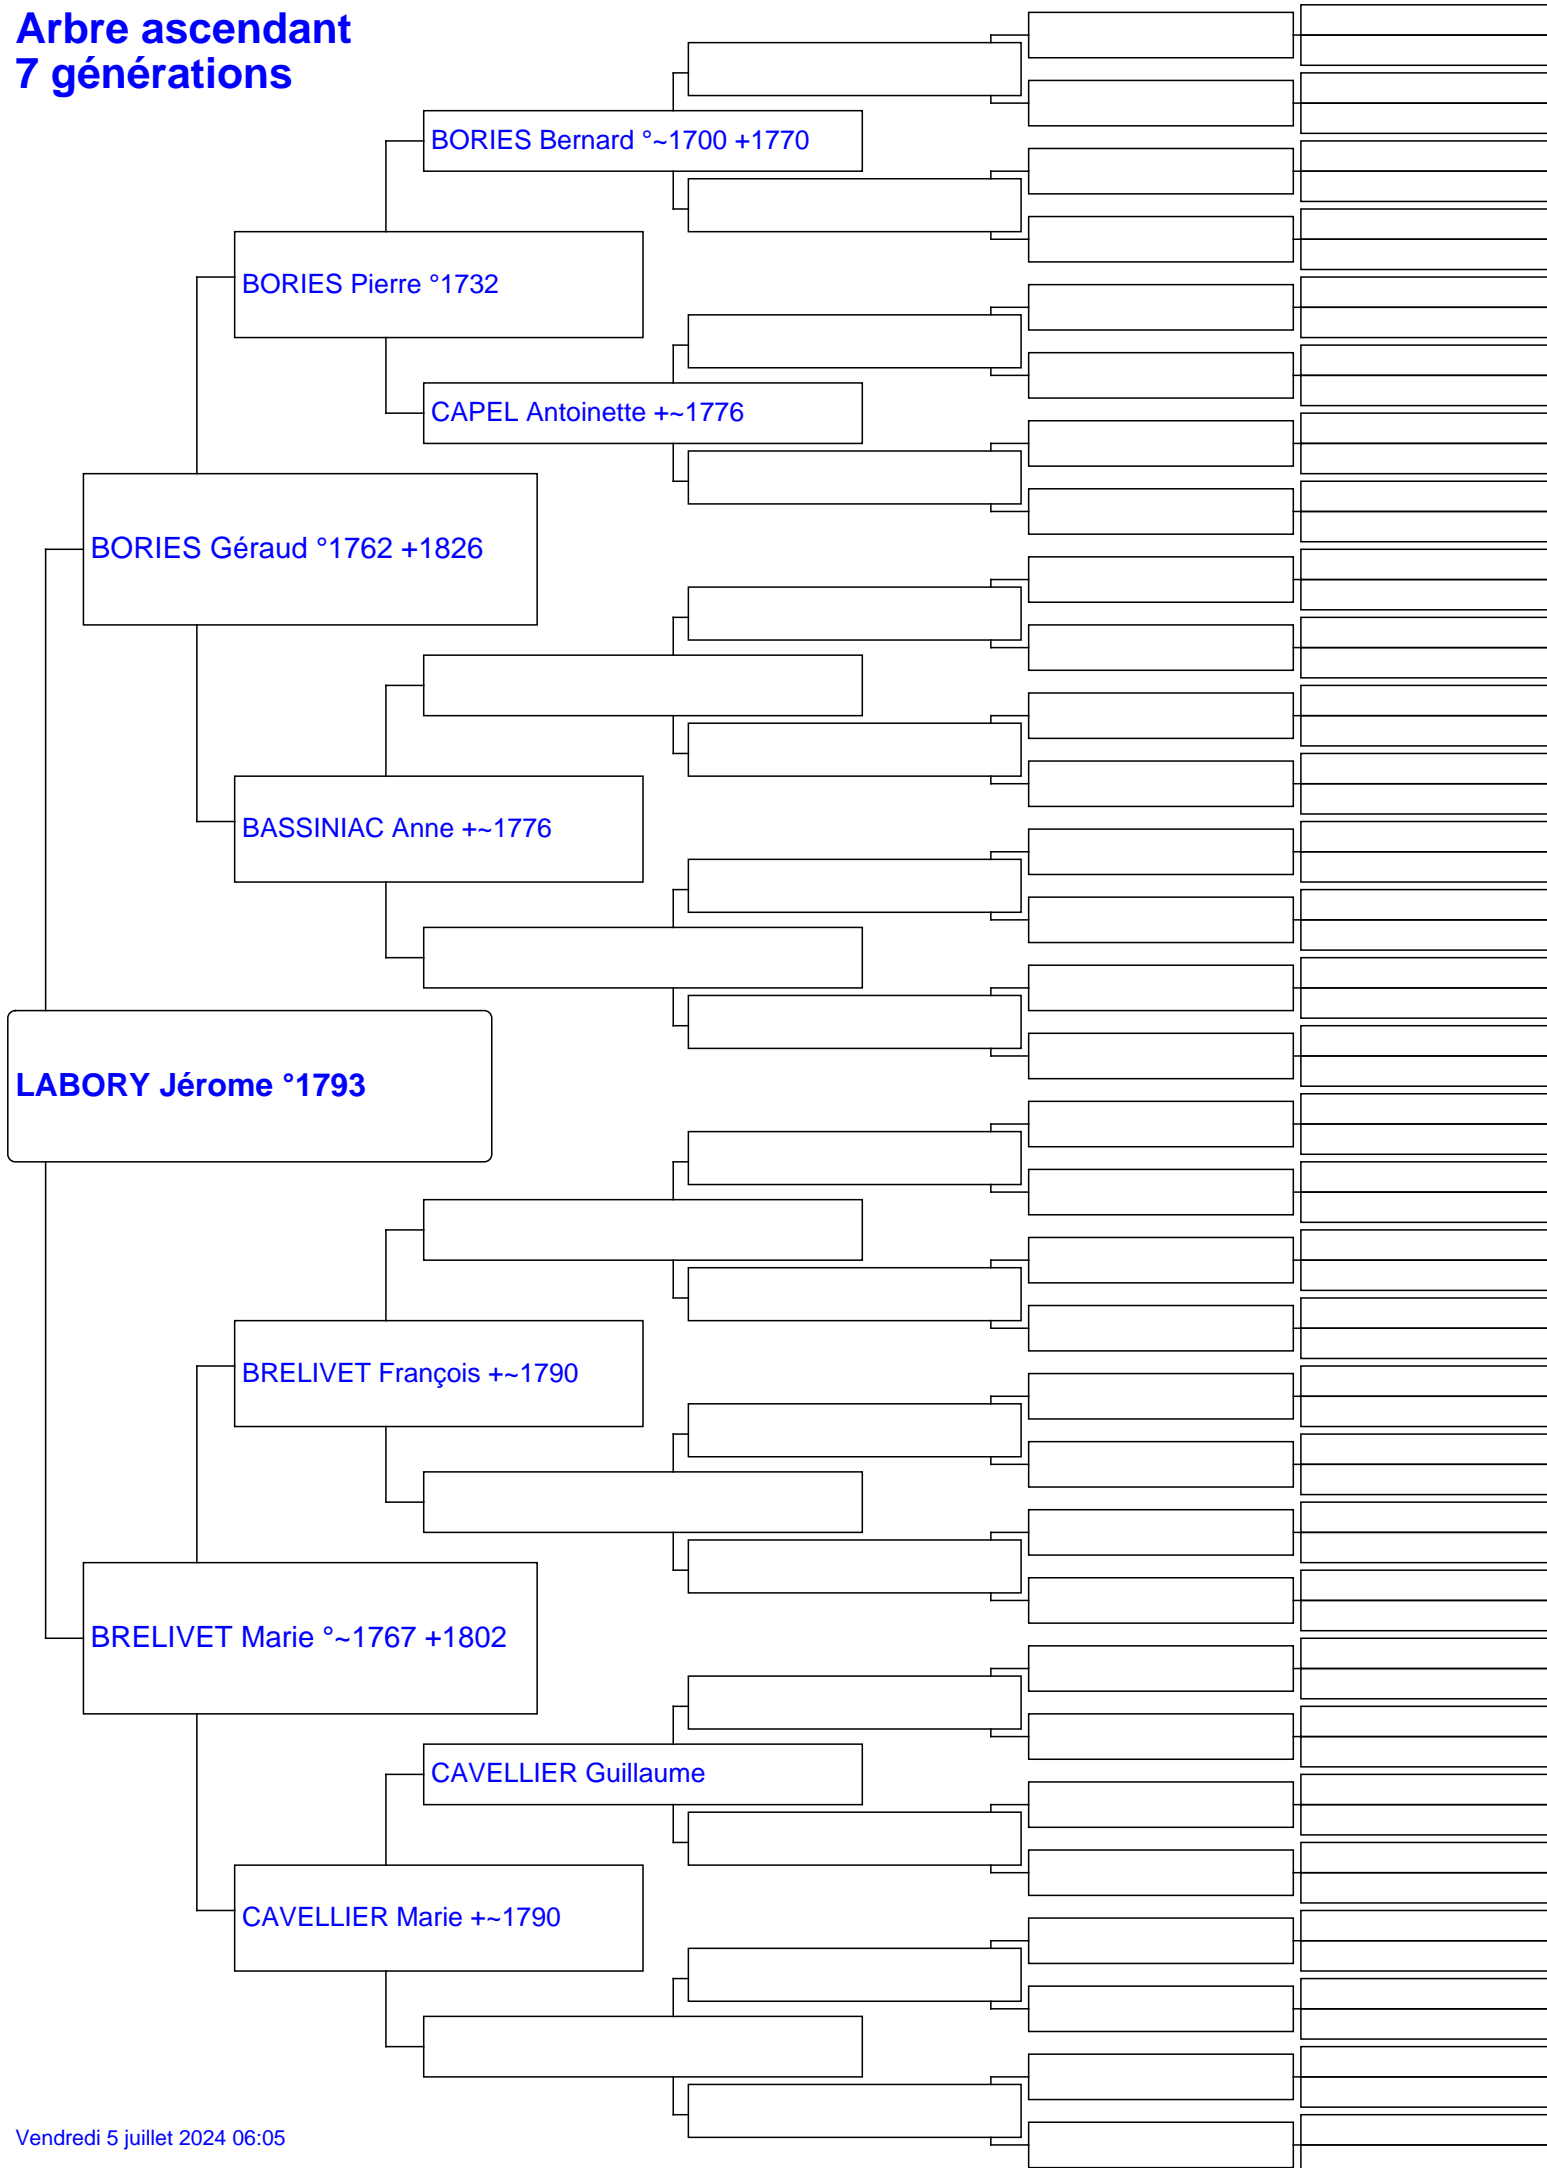 Arbre ascendant
7 générations
BORIES Bernard °~1700 +1770
BORIES Pierre °1732
CAPEL Antoinette +~1776
BORIES Géraud °1762 +1826
BASSINIAC Anne +~1776
LABORY Jérome °1793
BRELIVET François +~1790
BRELIVET Marie °~1767 +1802
CAVELLIER Guillaume
CAVELLIER Marie +~1790
Vendredi 5 juillet 2024 06:05